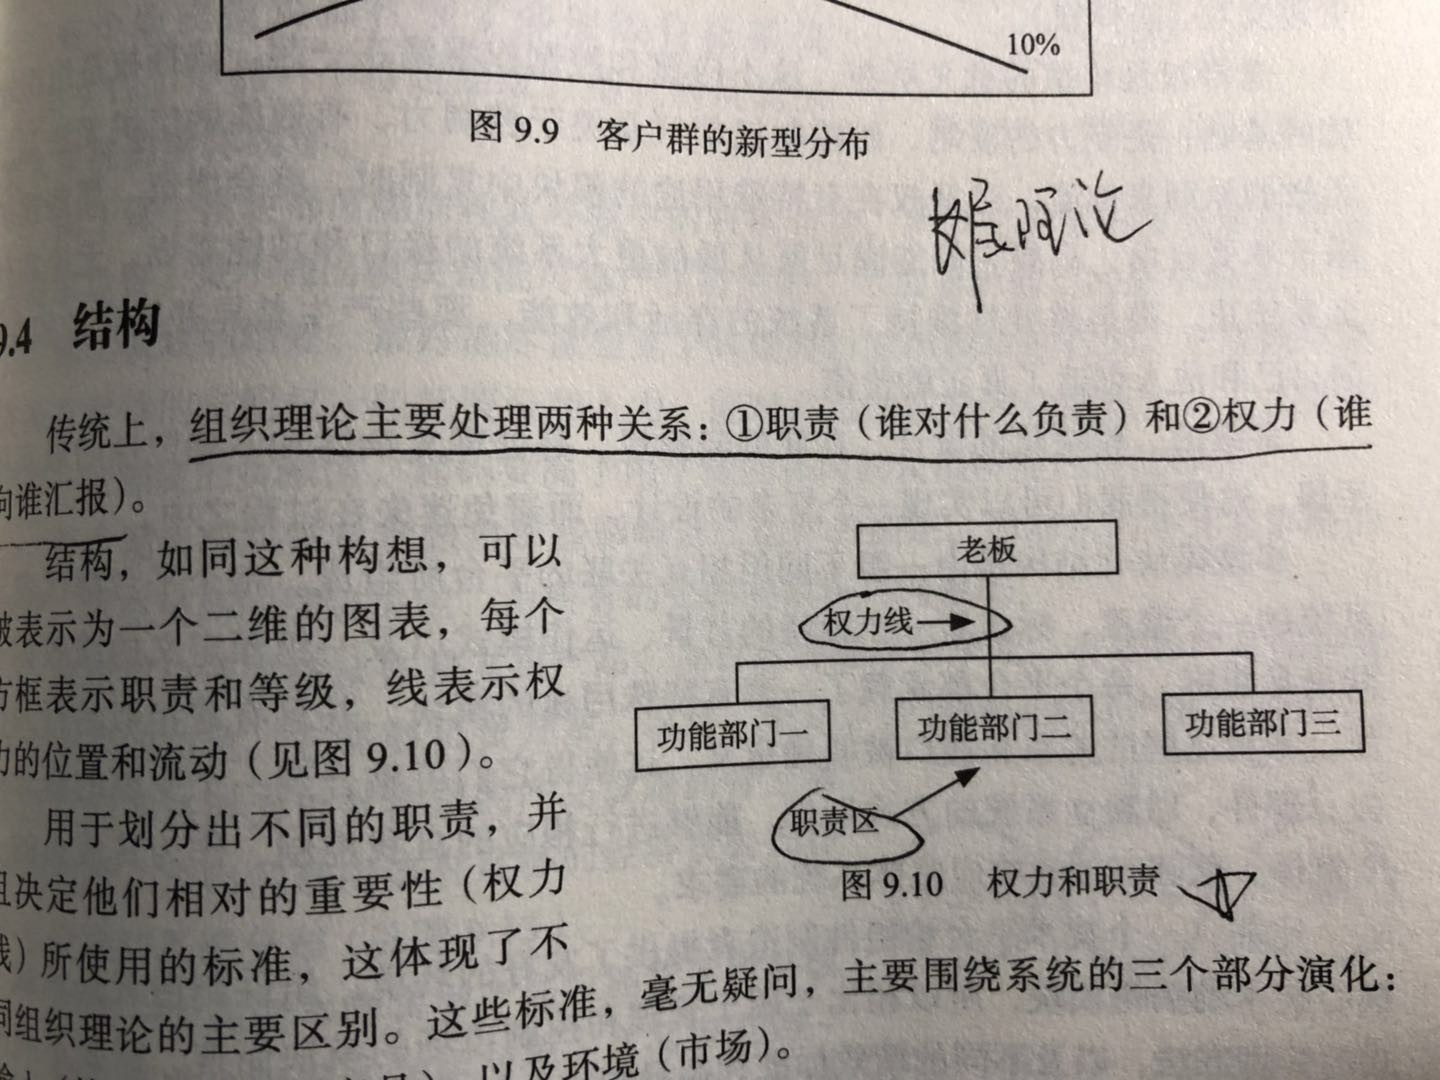 10%
图 9.9 客户群的新型分布
理论
9.4 结构
传统上，组织理论主要处理两种关系：①职责（谁对什么负责）和②权力（谁
向谁汇报）。
结构，如同这种构想，可以
被表示为一个二维的图表，每个
方框表示职责和等级，线表示权
力的位置和流动（见图 9.10）。
用于划分出不同的职责，并
且决定他们相对的重要性（权力
线）所使用的标准，这体现了不
同组织理论的主要区别。这些标准，毫无疑问，主要围绕系统的三个部分演化：
以及环境（市场）。
老板
权力线
功能部门一
功能部门二
功能部门三
职责区
图 9.10 权力和职责